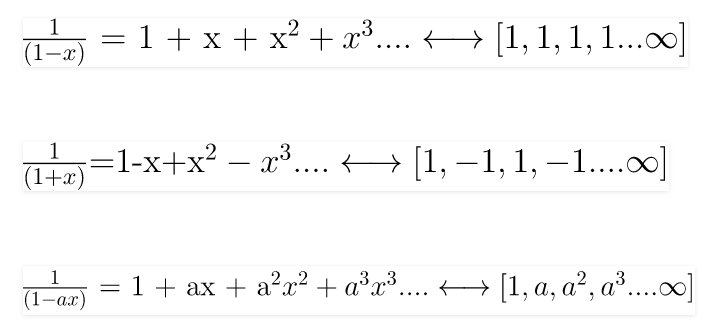 1/(1−x) = 1 + x + x² + x³.... ⟷ [1, 1, 1, 1...∞]
1/(1+x)=1-x+x² − x³.... ⟷ [1, −1, 1, −1....∞]
1/(1−ax) = 1 + ax + a²x² + a³x³.... ⟷ [1, a, a², a³....∞]